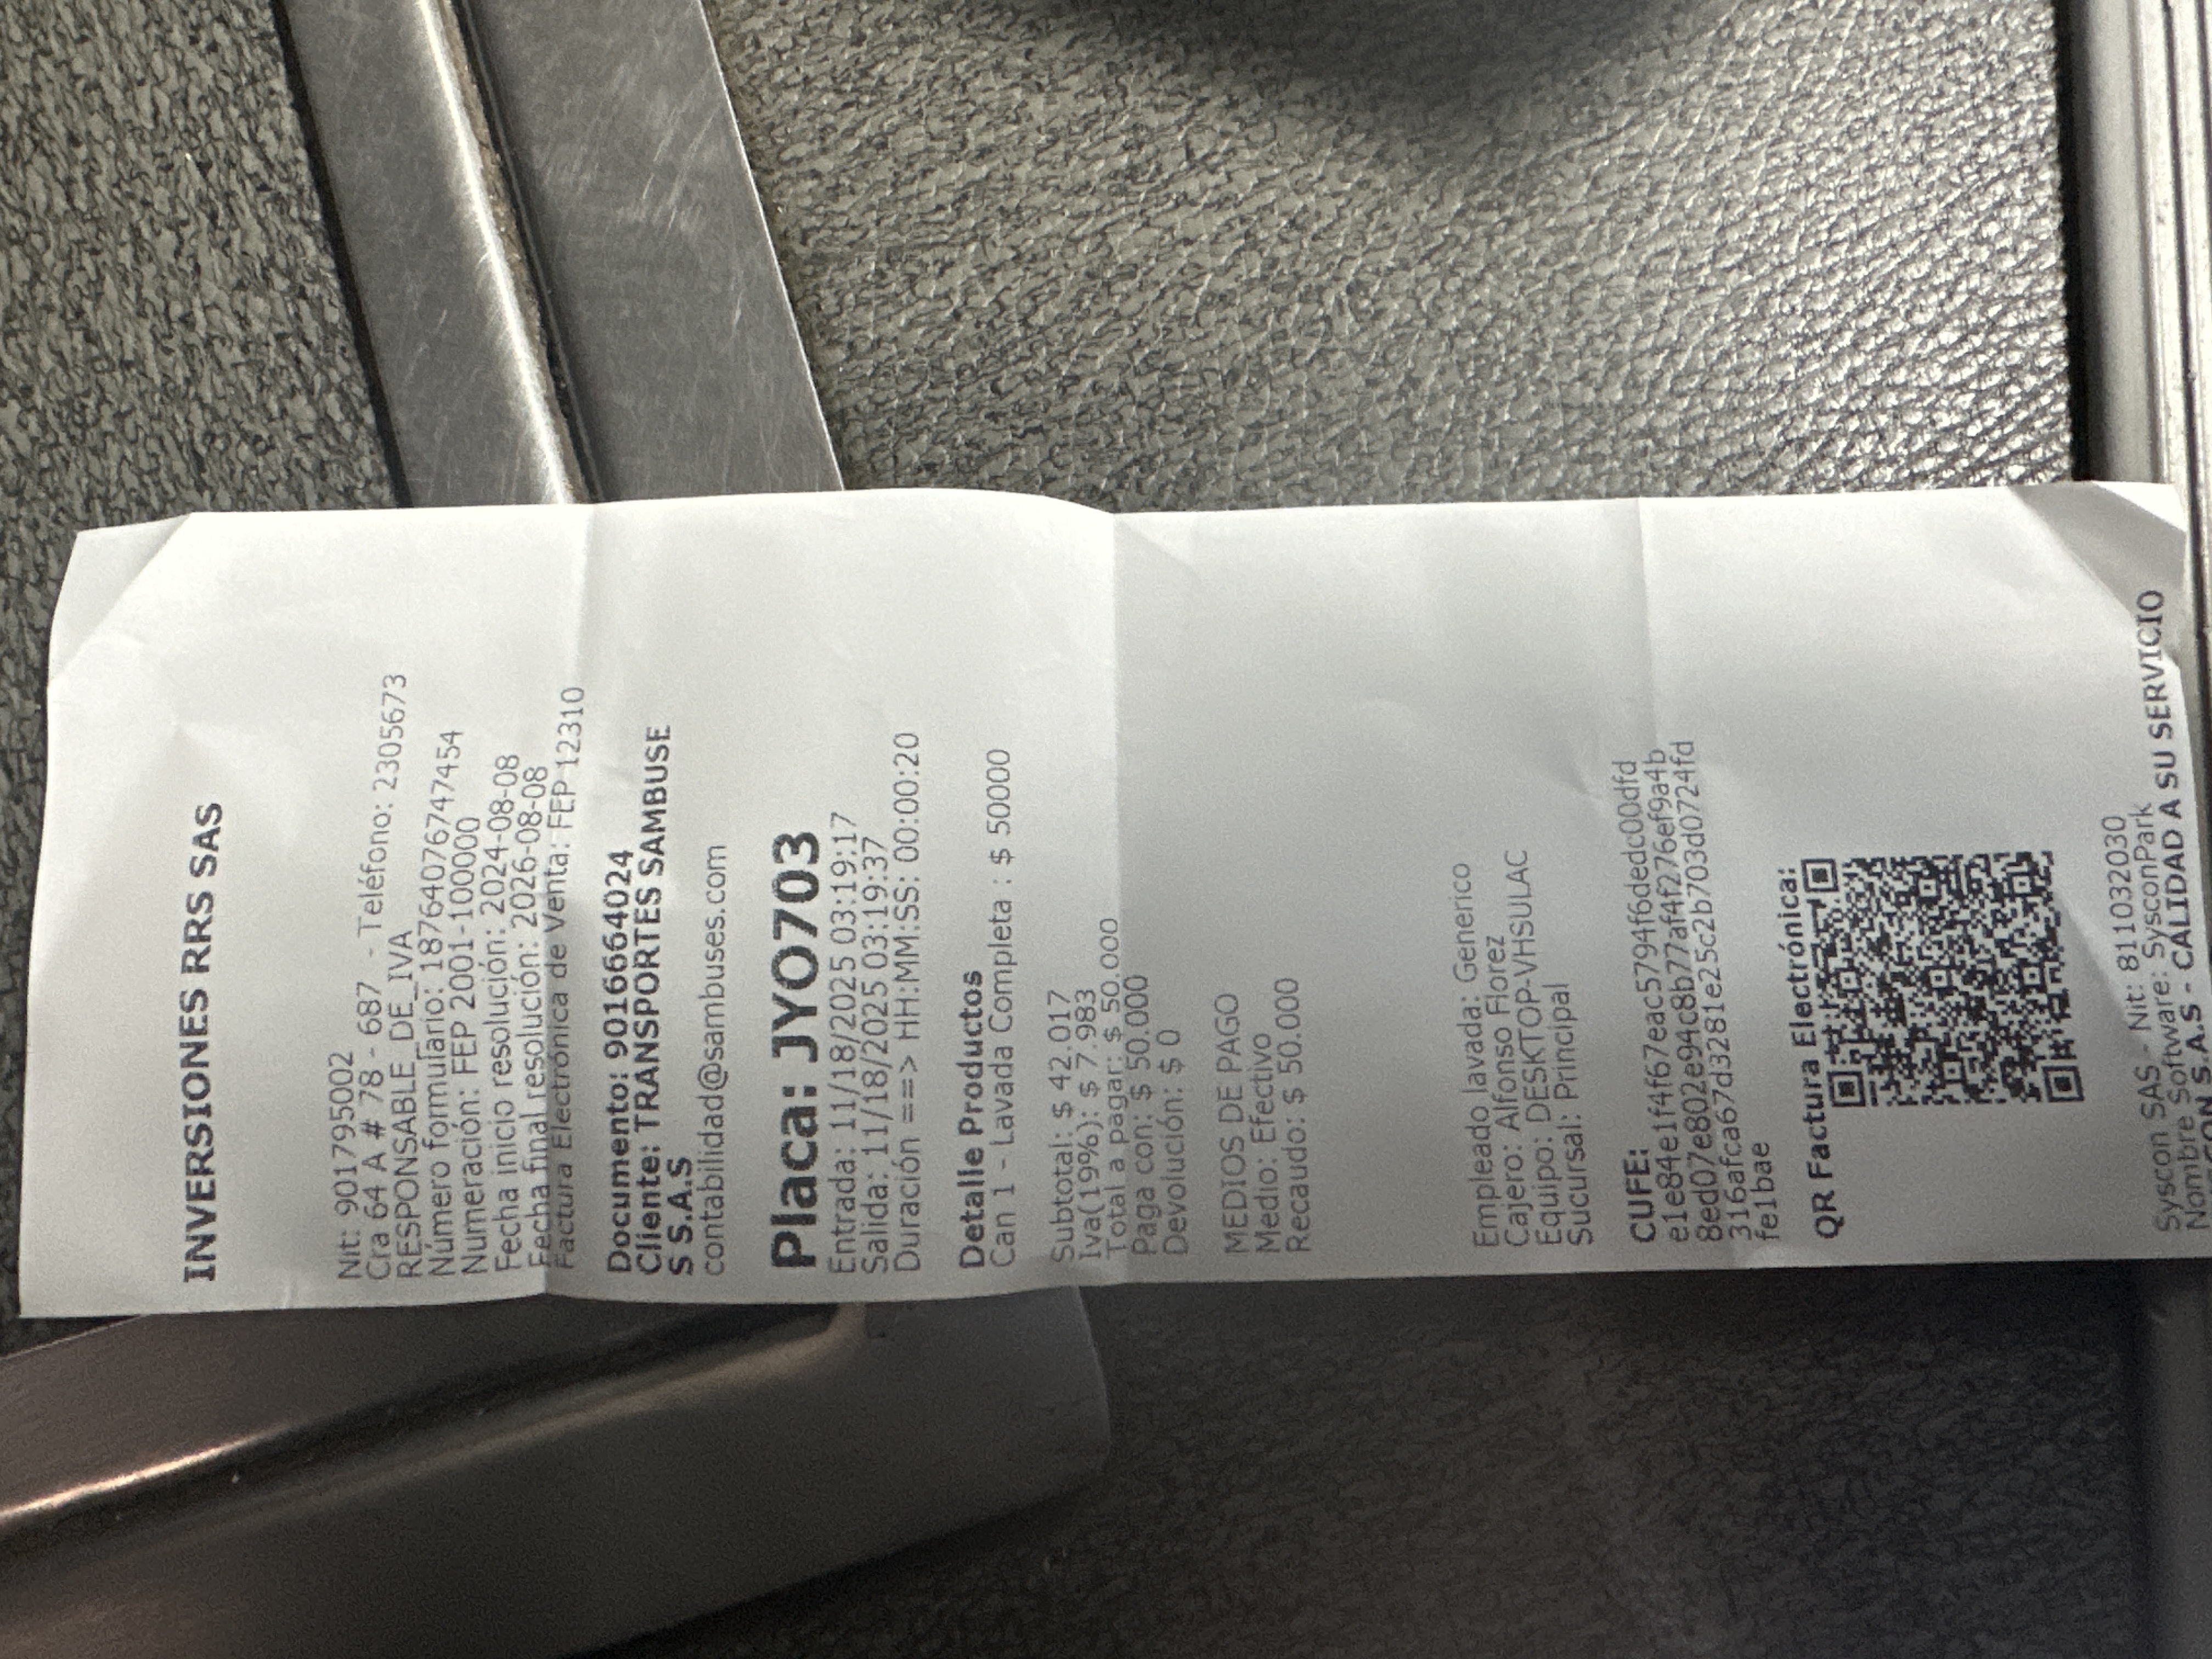 INVERSIONES RRS SAS
Nit: 901795002
Cra 64 A # 78 - 687 - Teléfono: 2305673
RESPONSABLE_DE_IVA
Número formulario: 18764076747454
Numeración: FEP 2001-100000
Fecha inicio resolución: 2024-08-08
Fecha final resolución: 2026-08-08
Factura Electrónica de Venta: FEP 12310
Documento: 9016664024
Cliente: TRANSPORTES SAMBUSE
S S.A.S
contabilidad@sambuses.com
Placa: JYO703
Entrada: 11/18/2025 03:19:17
Salida: 11/18/2025 03:19:37
Duración ==> HH:MM:SS: 00:00:20
Detalle Productos
Can 1 - Lavada Completa : $ 50000
Subtotal: $ 42.017
Iva(19%): $ 7.983
Total a pagar: $ 50.000
Paga con: $ 50.000
Devolución: $ 0
MEDIOS DE PAGO
Medio: Efectivo
Recaudo: $ 50.000
Empleado lavada: Generico
Cajero: Alfonso Florez
Equipo: DESKTOP-VHSULAC
Sucursal: Principal
CUFE:
e1e84e1f4f67eac5794f6dedc00dfd
8ed07e802e94c8b77af4f276ef9a4b
316afca67d3281e25c2b703d0724fd
fe1bae
QR Factura Electrónica:
Syscon SAS - Nit: 811032030
Nombre Software: SysconPark
S.A.S - CALIDAD A SU SERVICIO